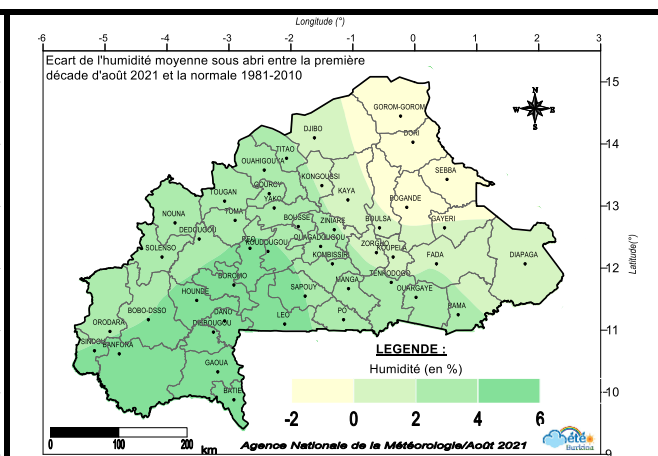 Longitude (°)
-6 -5 -4 -3 -2 -1 0 1 2 3
Ecart de l'humidité moyenne sous abri entre la première
décade d'août 2021 et la normale 1981-2010
15
N
W E
S
GOROM-GOROM
DJIBO
DORI
14
TITAO
OUAHIGOUYA
KONGOUSSI
SEBBA
GOURCY
TOUGAN
YAKO
KAYA
BOGANDE
13
NOUNA
TOMA
BOUSSE
ZINIARE
BOULSA
GAYERI
DEDOUGOU
OUAGADOUGOU
KOUDOUGOU
ZORGHO
KOUPELA
SOLENSO
KOMBISSIRI
FADA
DIAPAGA
Latitude(°)
12
BOROMO
TENKODOGO
HOUNDE
SAPOUY
MANGA
OUARGAYE
BOBO-DSSO
DANO
LEO
PO
PAMA
ORODARA
DIEBOUGOU
11
SINDOU
BANFORA
LEGENDE :
GAOUA
Humidité (en %)
BATIE
10
-2 0 2 4 6
0 100 200
km
Agence Nationale de la Météorologie/Août 2021
météo
Burkina
9